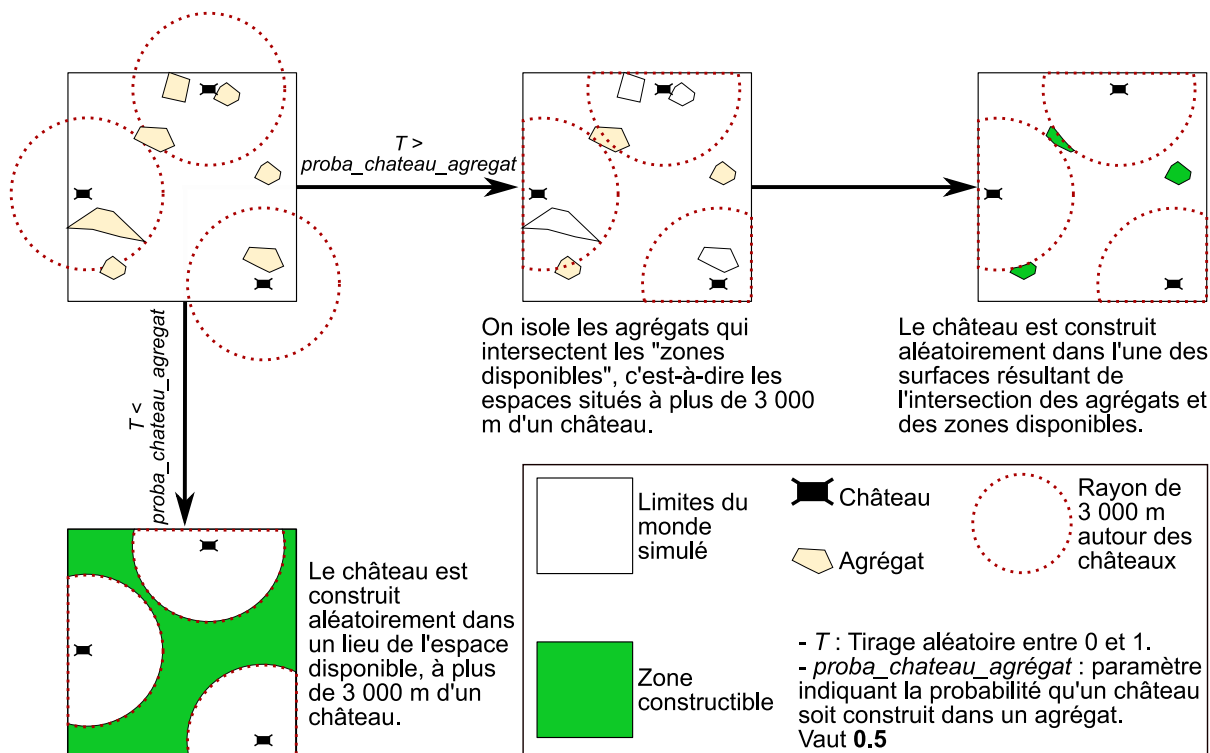 T >
proba_chateau_agregat
T <
proba_chateau_agregat
On isole les agrégats qui
intersectent les "zones
disponibles", c'est-à-dire les
espaces situés à plus de 3 000
m d'un château.
Le château est construit
aléatoirement dans l'une des
surfaces résultant de
l'intersection des agrégats et
des zones disponibles.
Le château est
construit
aléatoirement dans
un lieu de l'espace
disponible, à plus
de 3 000 m d'un
château.
Limites du
monde
simulé
Château
Agrégat
Rayon de
3 000 m
autour des
châteaux
Zone
constructible
- T : Tirage aléatoire entre 0 et 1.
- proba_chateau_agrégat : paramètre
indiquant la probabilité qu'un château
soit construit dans un agrégat.
Vaut 0.5